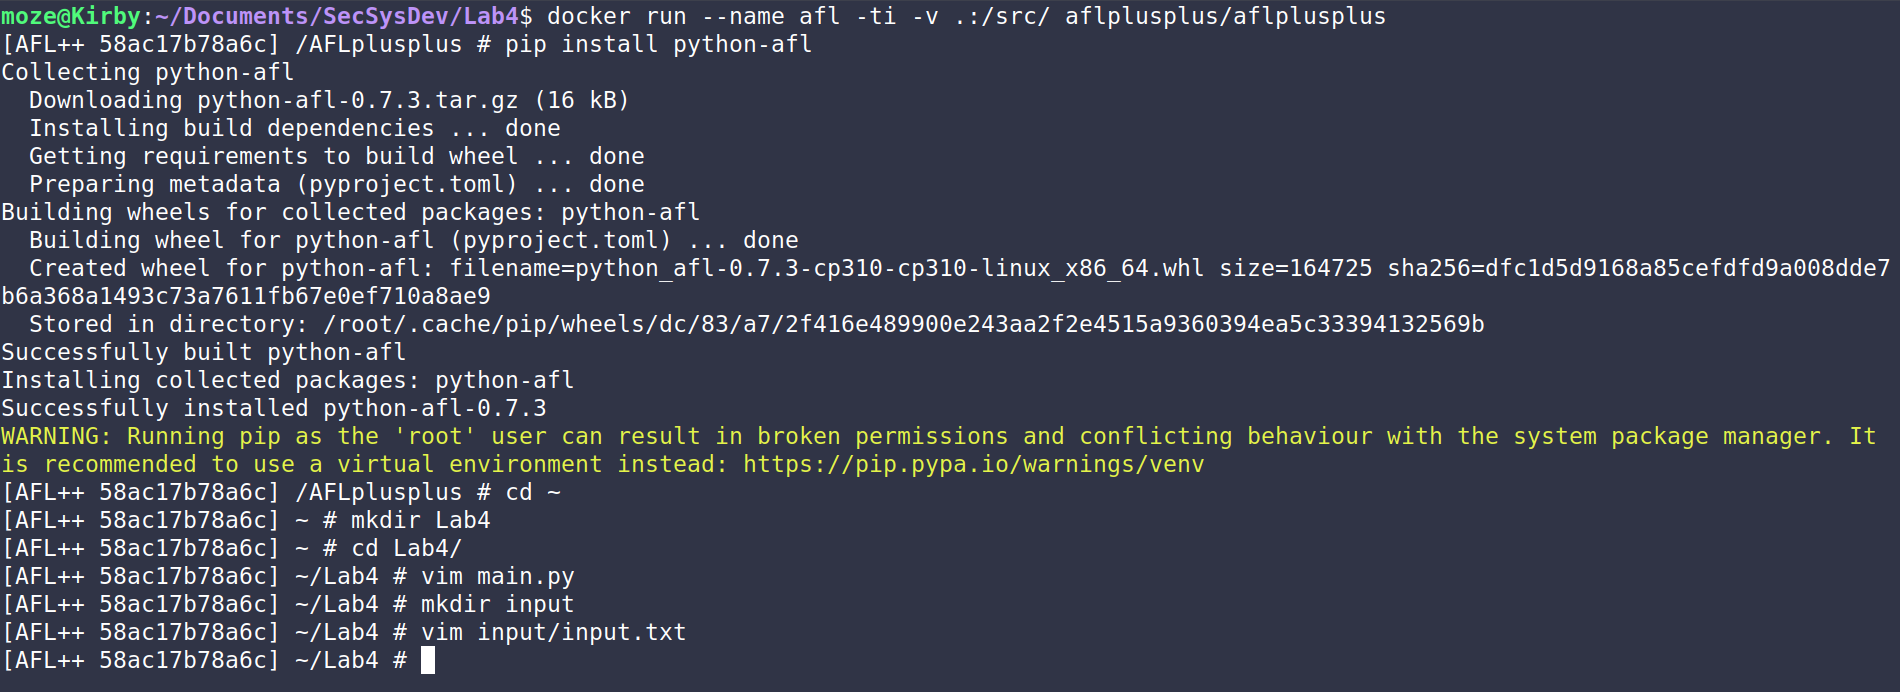 moze@Kirby:~/Documents/SecSysDev/Lab4$ docker run --name afl -ti -v .:/src/ aflplusplus/aflplusplus
[AFL++ 58ac17b78a6c] /AFLplusplus # pip install python-afl
Collecting python-afl
  Downloading python-afl-0.7.3.tar.gz (16 kB)
  Installing build dependencies ... done
  Getting requirements to build wheel ... done
  Preparing metadata (pyproject.toml) ... done
Building wheels for collected packages: python-afl
  Building wheel for python-afl (pyproject.toml) ... done
  Created wheel for python-afl: filename=python_afl-0.7.3-cp310-cp310-linux_x86_64.whl size=164725 sha256=dfc1d5d9168a85cefdfd9a008dde7
b6a368a1493c73a7611fb67e0ef710a8ae9
  Stored in directory: /root/.cache/pip/wheels/dc/83/a7/2f416e489900e243aa2f2e4515a9360394ea5c33394132569b
Successfully built python-afl
Installing collected packages: python-afl
Successfully installed python-afl-0.7.3
WARNING: Running pip as the 'root' user can result in broken permissions and conflicting behaviour with the system package manager. It
is recommended to use a virtual environment instead: https://pip.pypa.io/warnings/venv
[AFL++ 58ac17b78a6c] /AFLplusplus # cd ~
[AFL++ 58ac17b78a6c] ~ # mkdir Lab4
[AFL++ 58ac17b78a6c] ~ # cd Lab4/
[AFL++ 58ac17b78a6c] ~/Lab4 # vim main.py
[AFL++ 58ac17b78a6c] ~/Lab4 # mkdir input
[AFL++ 58ac17b78a6c] ~/Lab4 # vim input/input.txt
[AFL++ 58ac17b78a6c] ~/Lab4 #